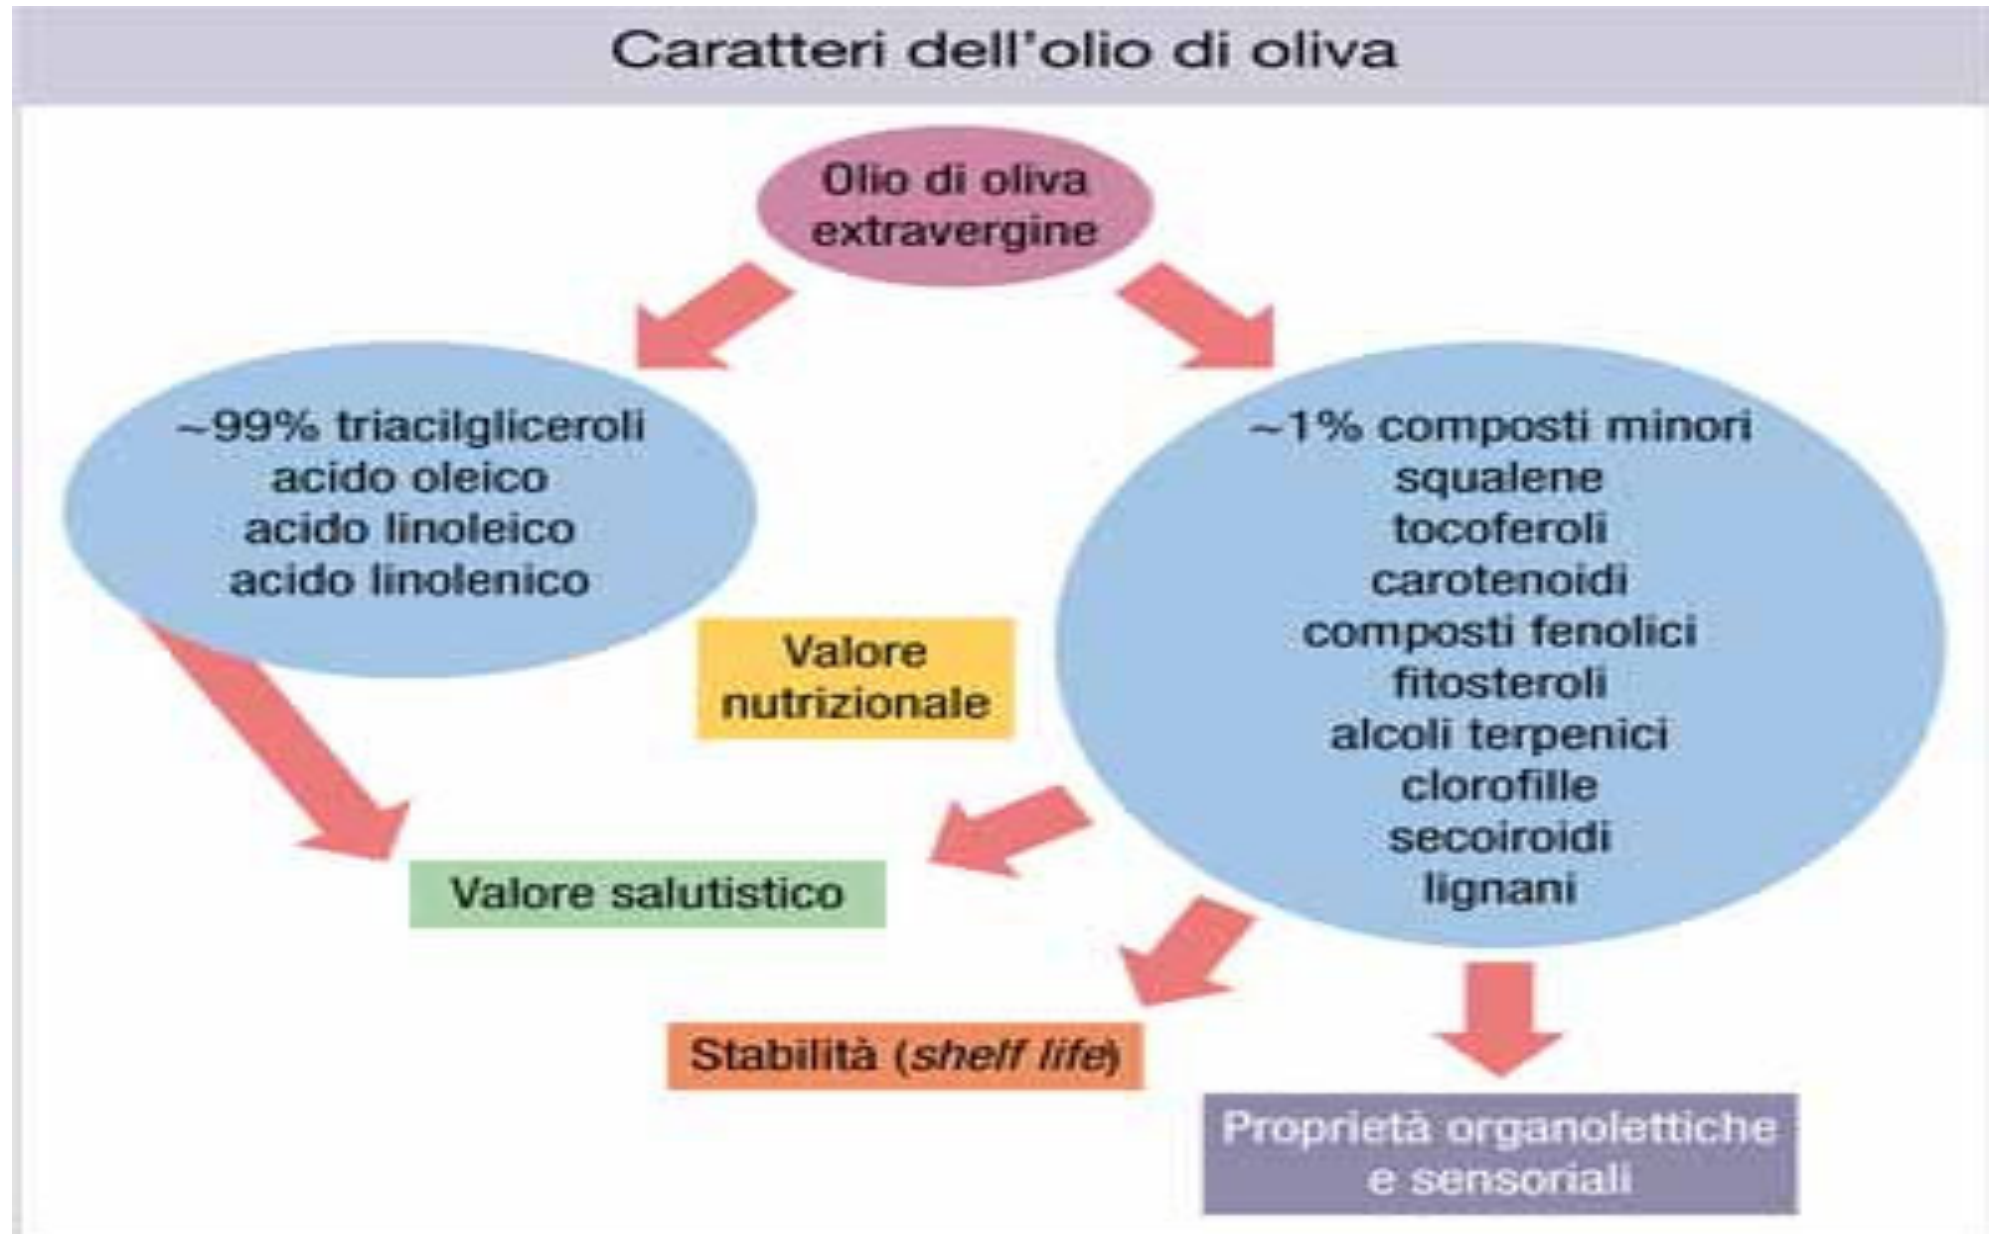 Caratteri dell'olio di oliva
Olio di oliva
extravergine
~99% triacilgliceroli
acido oleico
acido linoleico
acido linolenico
~1% composti minori
squalene
tocoferoli
carotenoidi
composti fenolici
fitosteroli
alcoli terpenici
clorofille
secoiroidi
lignani
Valore
nutrizionale
Valore salutistico
Stabilità (shelf life)
Proprietà organolettiche
e sensoriali